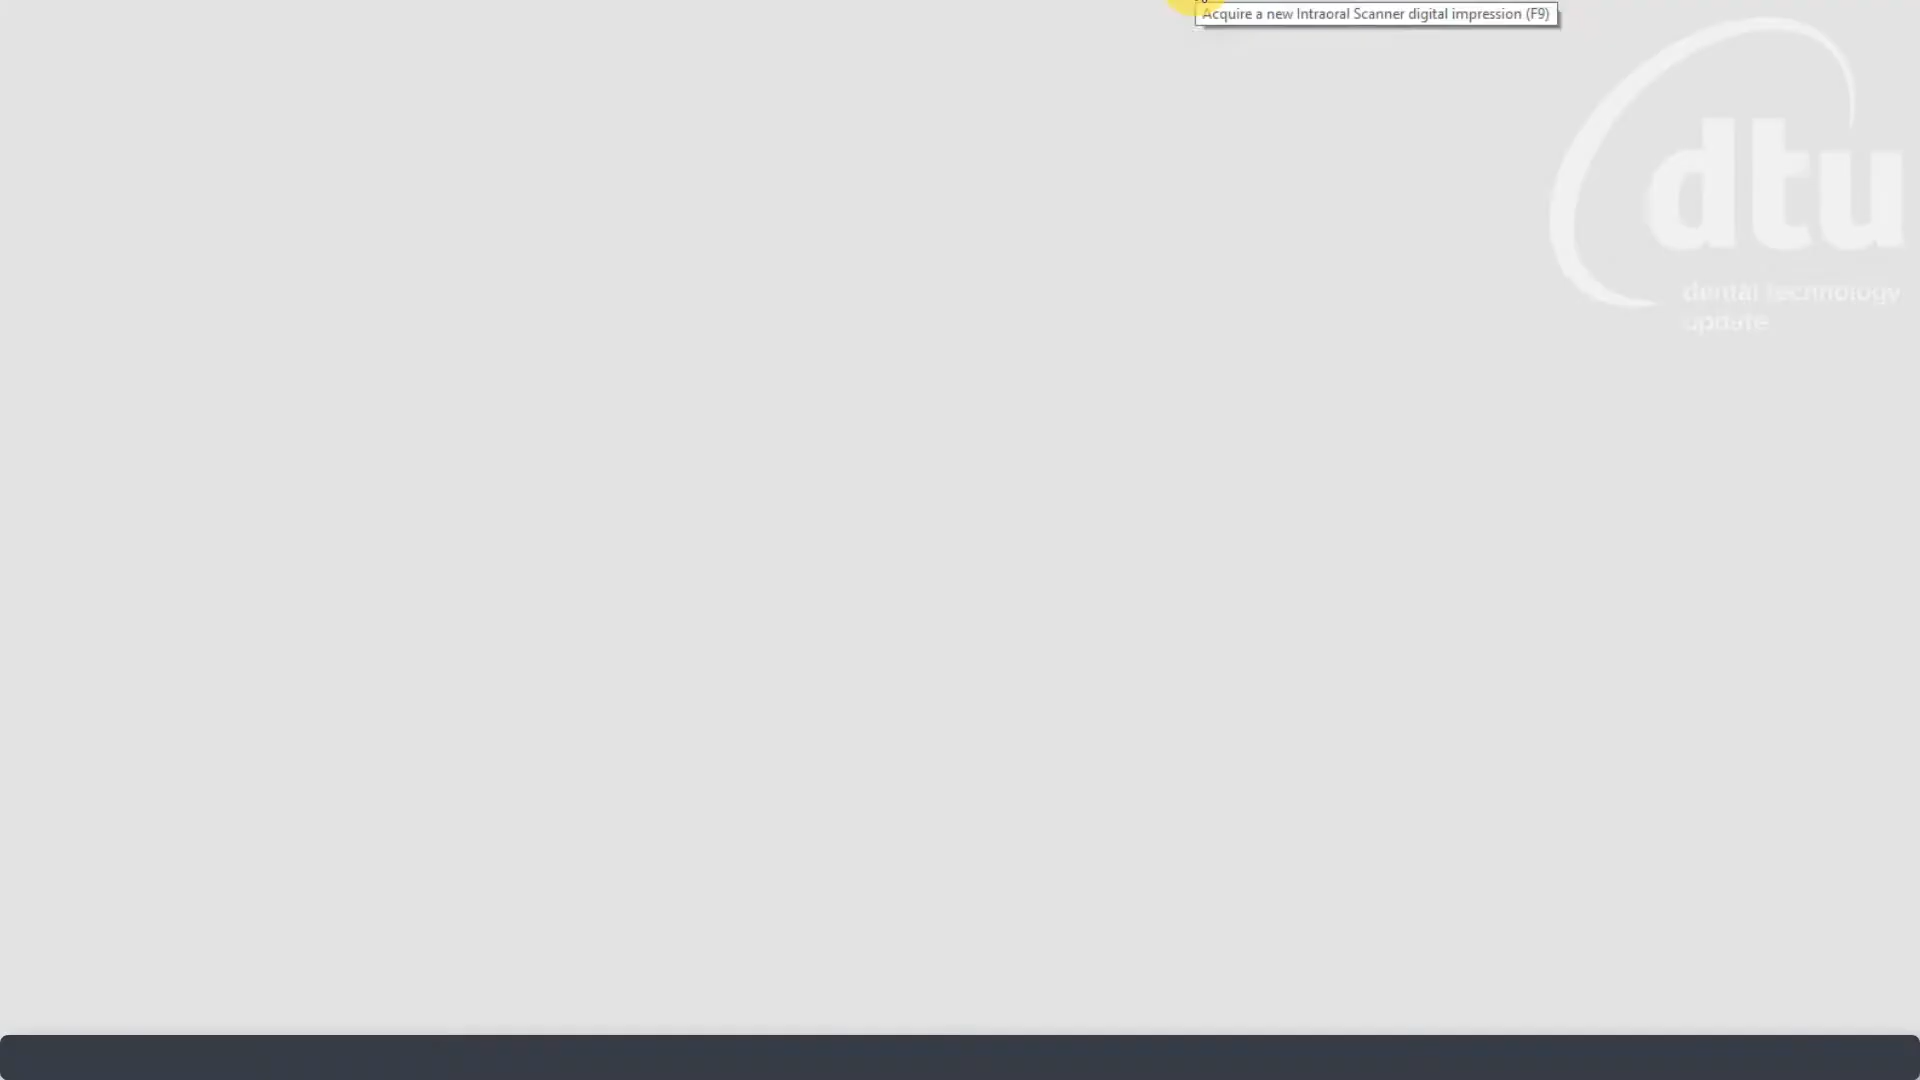 Acquire a new Intraoral Scanner digital impression (F9)
dtu
dental technology
update